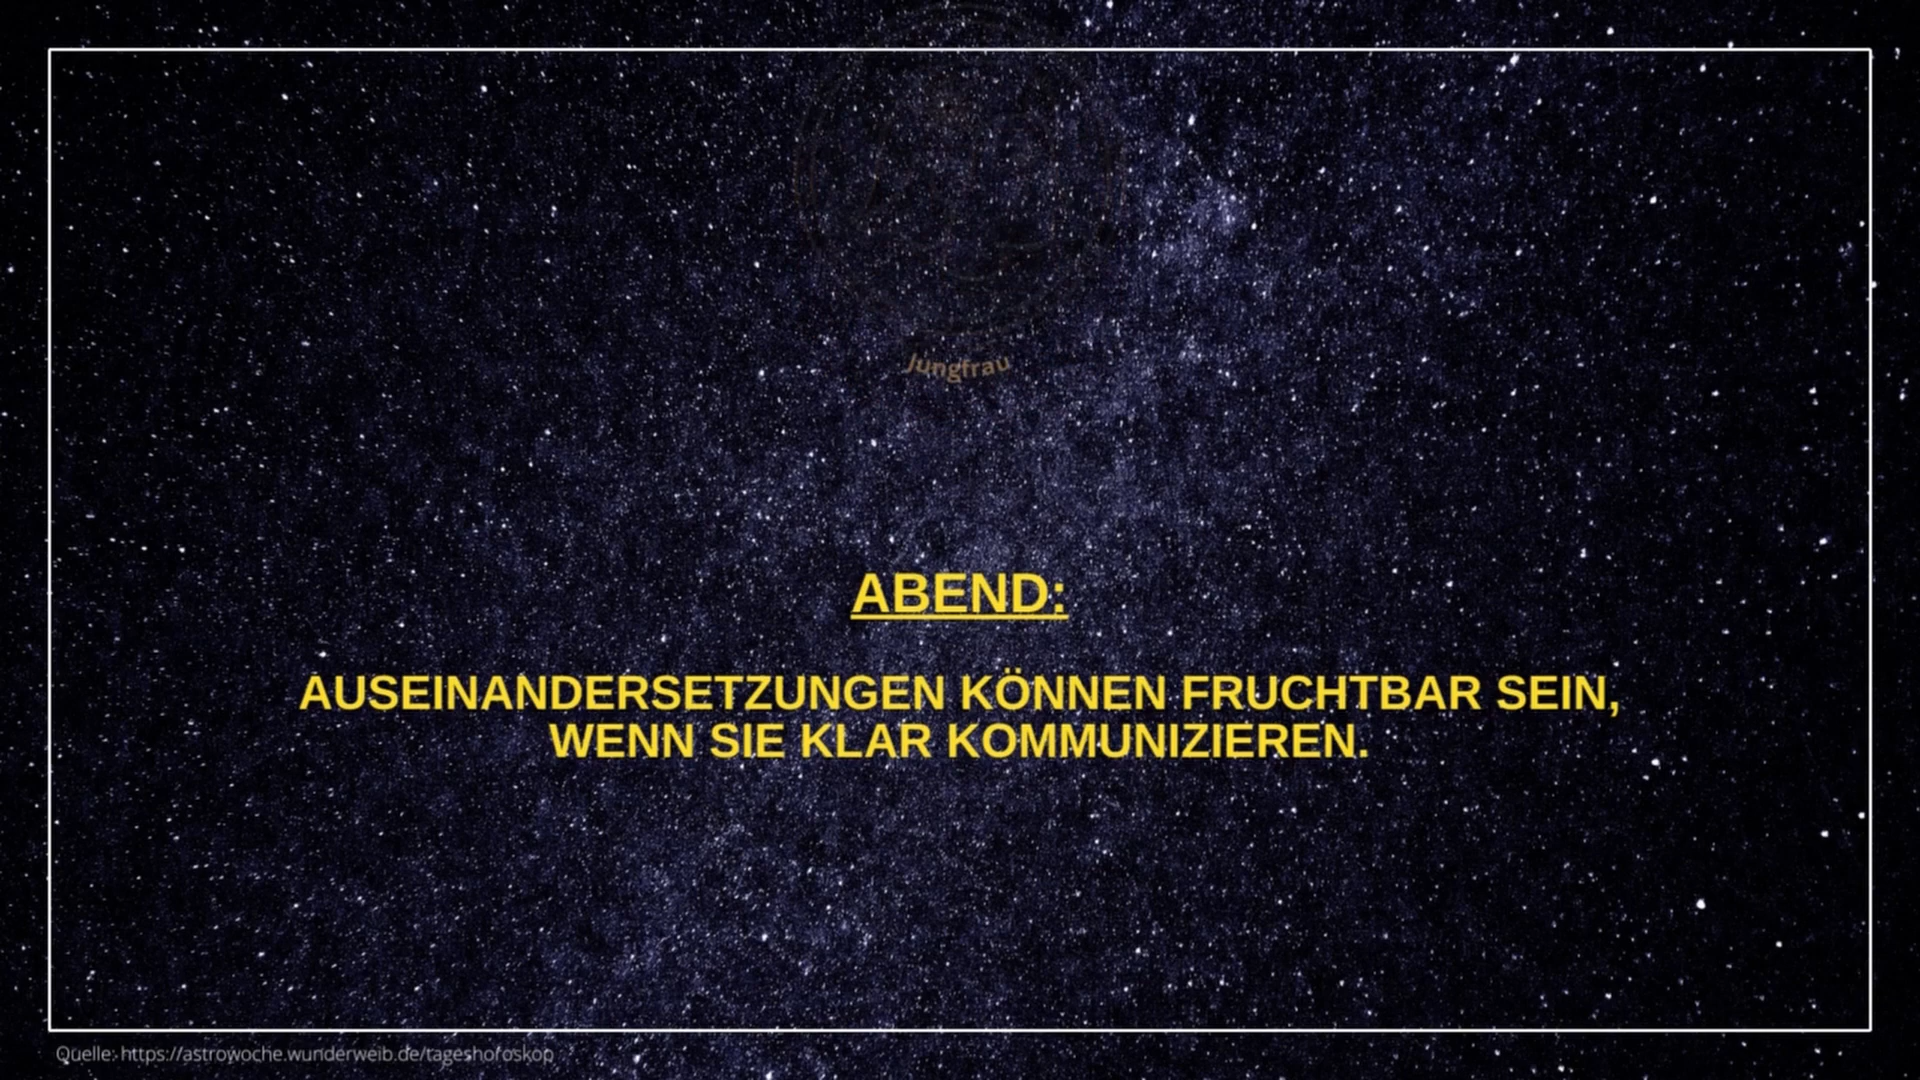 Jungfrau
ABEND:
AUSEINANDERSETZUNGEN KÖNNEN FRUCHTBAR SEIN,
WENN SIE KLAR KOMMUNIZIEREN.
Quelle: https://astrowoche.wunderweib.de/tageshoroskop